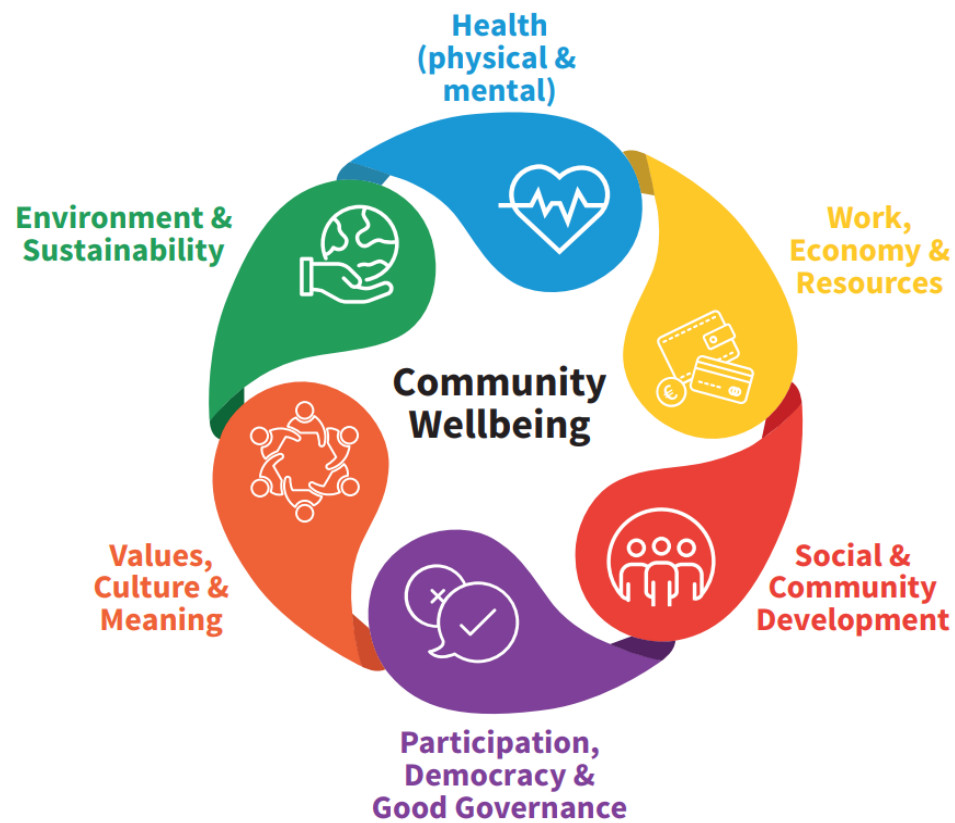 Health
(physical &
mental)
Work,
Economy &
Resources
Social &
Community
Development
Participation,
Democracy &
Good Governance
Values,
Culture &
Meaning
Environment &
Sustainability
Community
Wellbeing
€